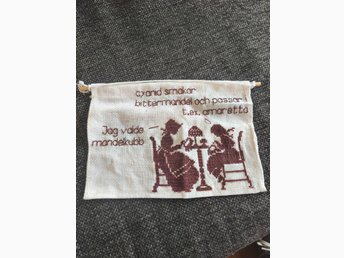 cyanid smakar
bittermandel och passar i
t.ex. amaretto
Jag valde
mandelkubb